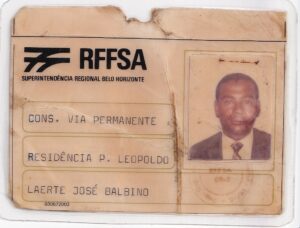 RFFSA
SUPERINTENDÊNCIA REGIONAL BELO HORIZONTE
CONS. VIA PERMANENTE
RESIDÊNCIA P. LEOPOLDO
LAERTE JOSÉ BALBINO